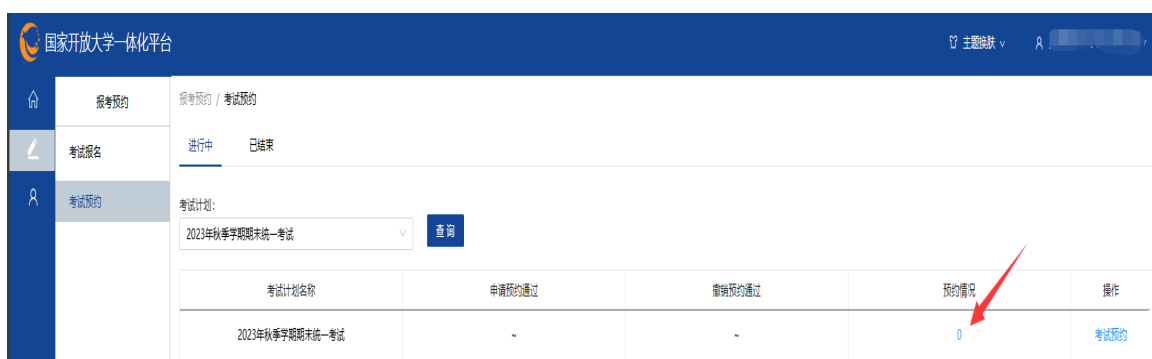 国家开放大学一体化平台
主题换肤
报考预约
报考预约 / 考试预约
考试报名
进行中 已结束
考试预约
考试计划:
2023年秋季学期期末统一考试 查询
考试计划名称 申请预约通过 撤销预约通过 预约情况 操作
2023年秋季学期期末统一考试 ~ ~ 0 考试预约